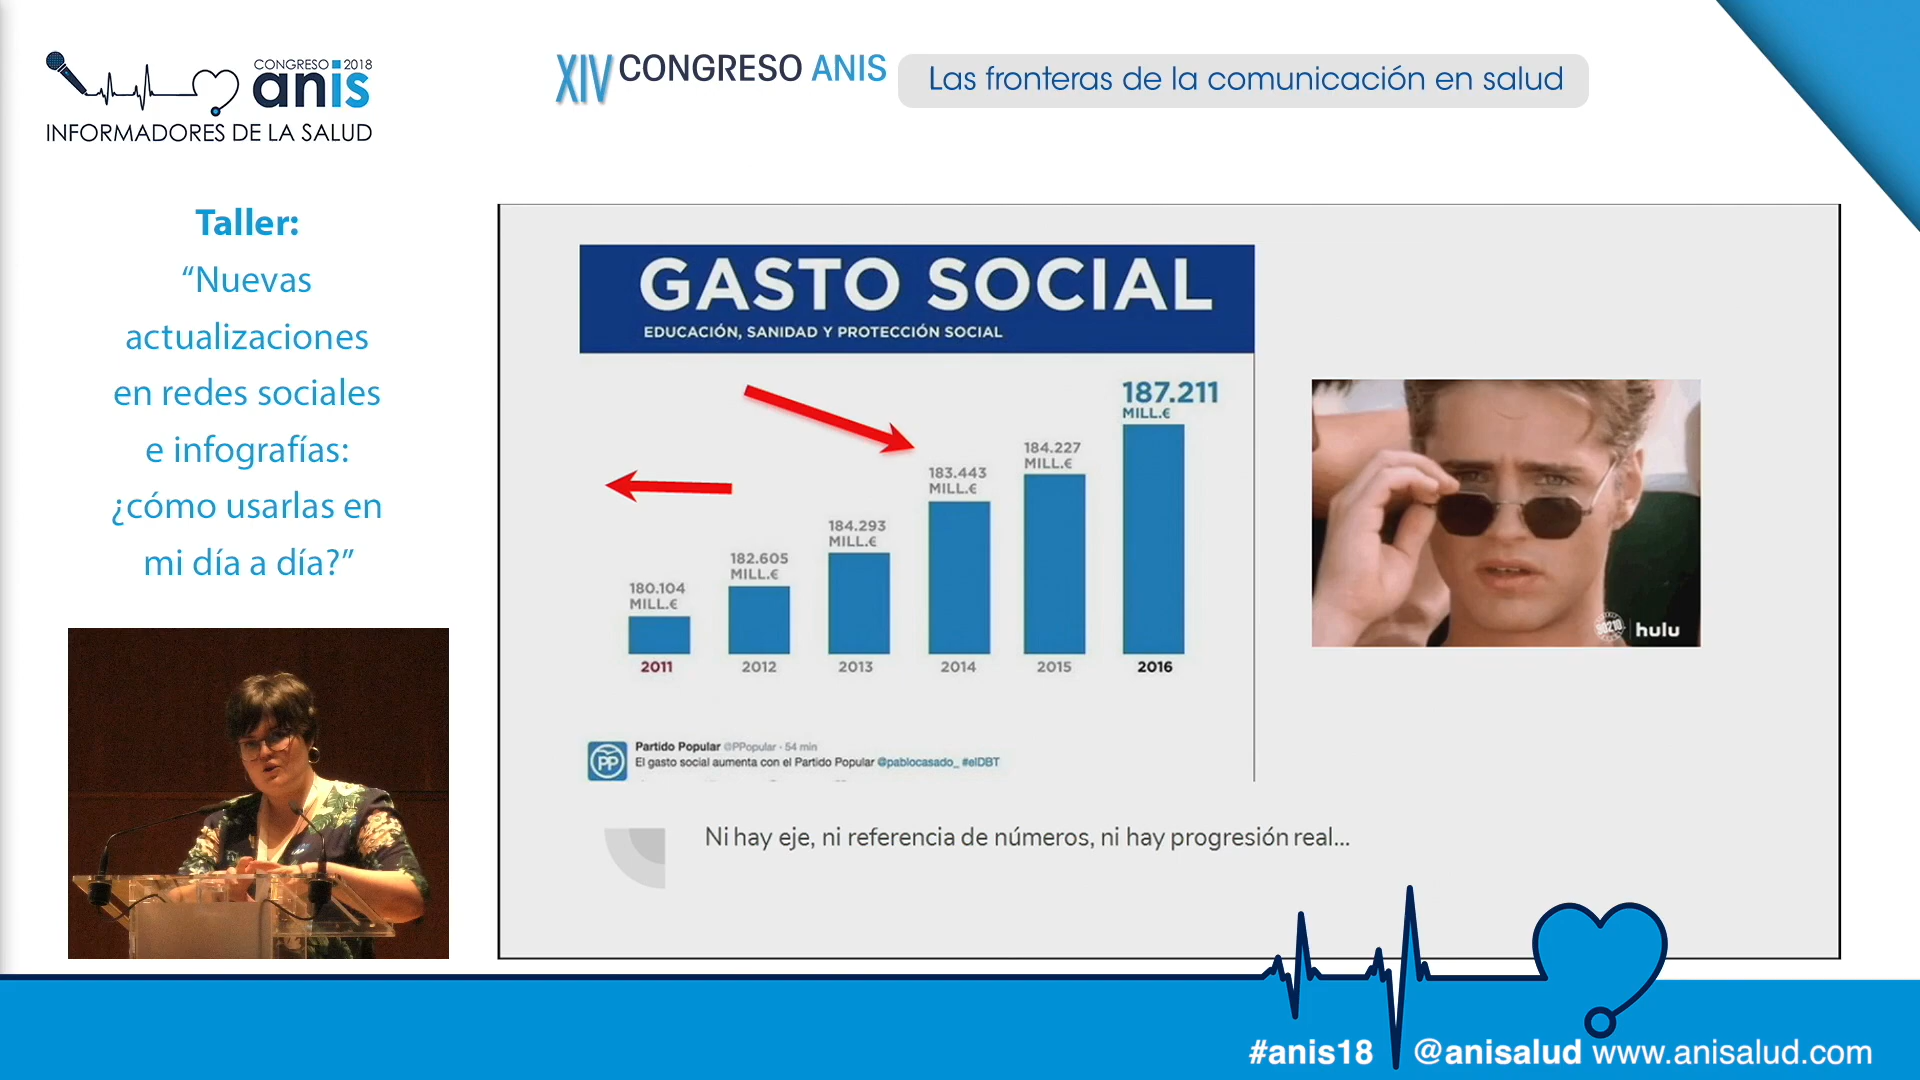 CONGRESO 2018
anis
INFORMADORES DE LA SALUD
XIV CONGRESO ANIS
Las fronteras de la comunicación en salud
Taller:
“Nuevas
actualizaciones
en redes sociales
e infografías:
¿cómo usarlas en
mi día a día?”
GASTO SOCIAL
EDUCACIÓN, SANIDAD Y PROTECCIÓN SOCIAL
187.211
MILL.€
184.227
MILL.€
183.443
MILL.€
184.293
MILL.€
182.605
MILL.€
180.104
MILL.€
2011 2012 2013 2014 2015 2016
90210 hulu
PP
Partido Popular @PPopular · 54 min
El gasto social aumenta con el Partido Popular @pablocasado_ #elDBT
Ni hay eje, ni referencia de números, ni hay progresión real...
#anis18 @anisalud www.anisalud.com